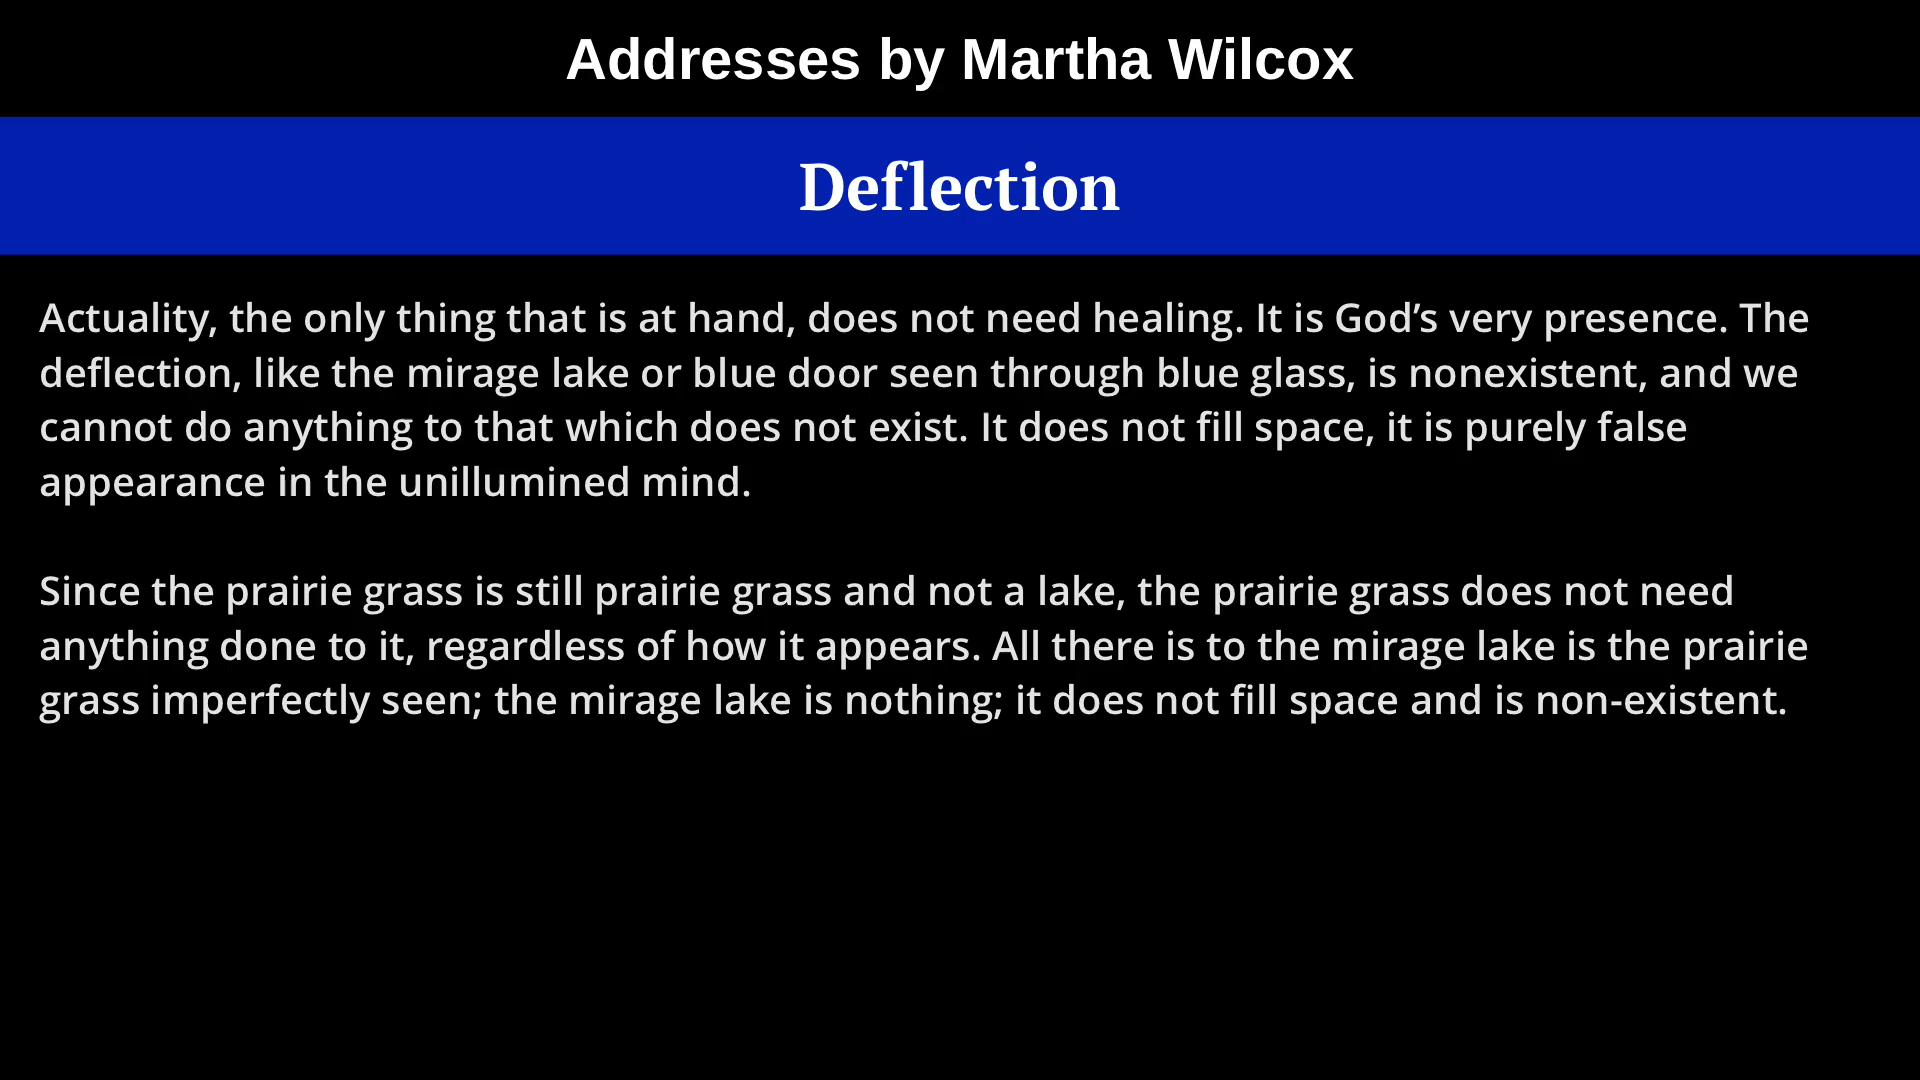 Addresses by Martha Wilcox
Deflection
Actuality, the only thing that is at hand, does not need healing. It is God’s very presence. The
deflection, like the mirage lake or blue door seen through blue glass, is nonexistent, and we
cannot do anything to that which does not exist. It does not fill space, it is purely false
appearance in the unillumined mind.
Since the prairie grass is still prairie grass and not a lake, the prairie grass does not need
anything done to it, regardless of how it appears. All there is to the mirage lake is the prairie
grass imperfectly seen; the mirage lake is nothing; it does not fill space and is non-existent.